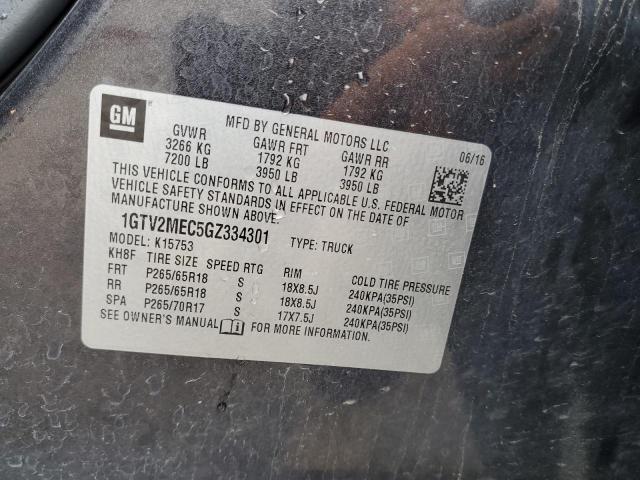 GM
MFD BY GENERAL MOTORS LLC
GVWR GAWR FRT GAWR RR 06/16
3266 KG 1792 KG 1792 KG
7200 LB 3950 LB 3950 LB
THIS VEHICLE CONFORMS TO ALL APPLICABLE U.S. FEDERAL MOTOR
VEHICLE SAFETY STANDARDS IN EFFECT ON THE DATE OF
MANUFACTURE SHOWN ABOVE.
1GTV2MEC5GZ334301 TYPE: TRUCK
MODEL: K15753
KH8F TIRE SIZE SPEED RTG RIM COLD TIRE PRESSURE
FRT P265/65R18 S 18X8.5J 240KPA(35PSI)
RR P265/65R18 S 18X8.5J 240KPA(35PSI)
SPA P265/70R17 S 17X7.5J 240KPA(35PSI)
SEE OWNER'S MANUAL FOR MORE INFORMATION.